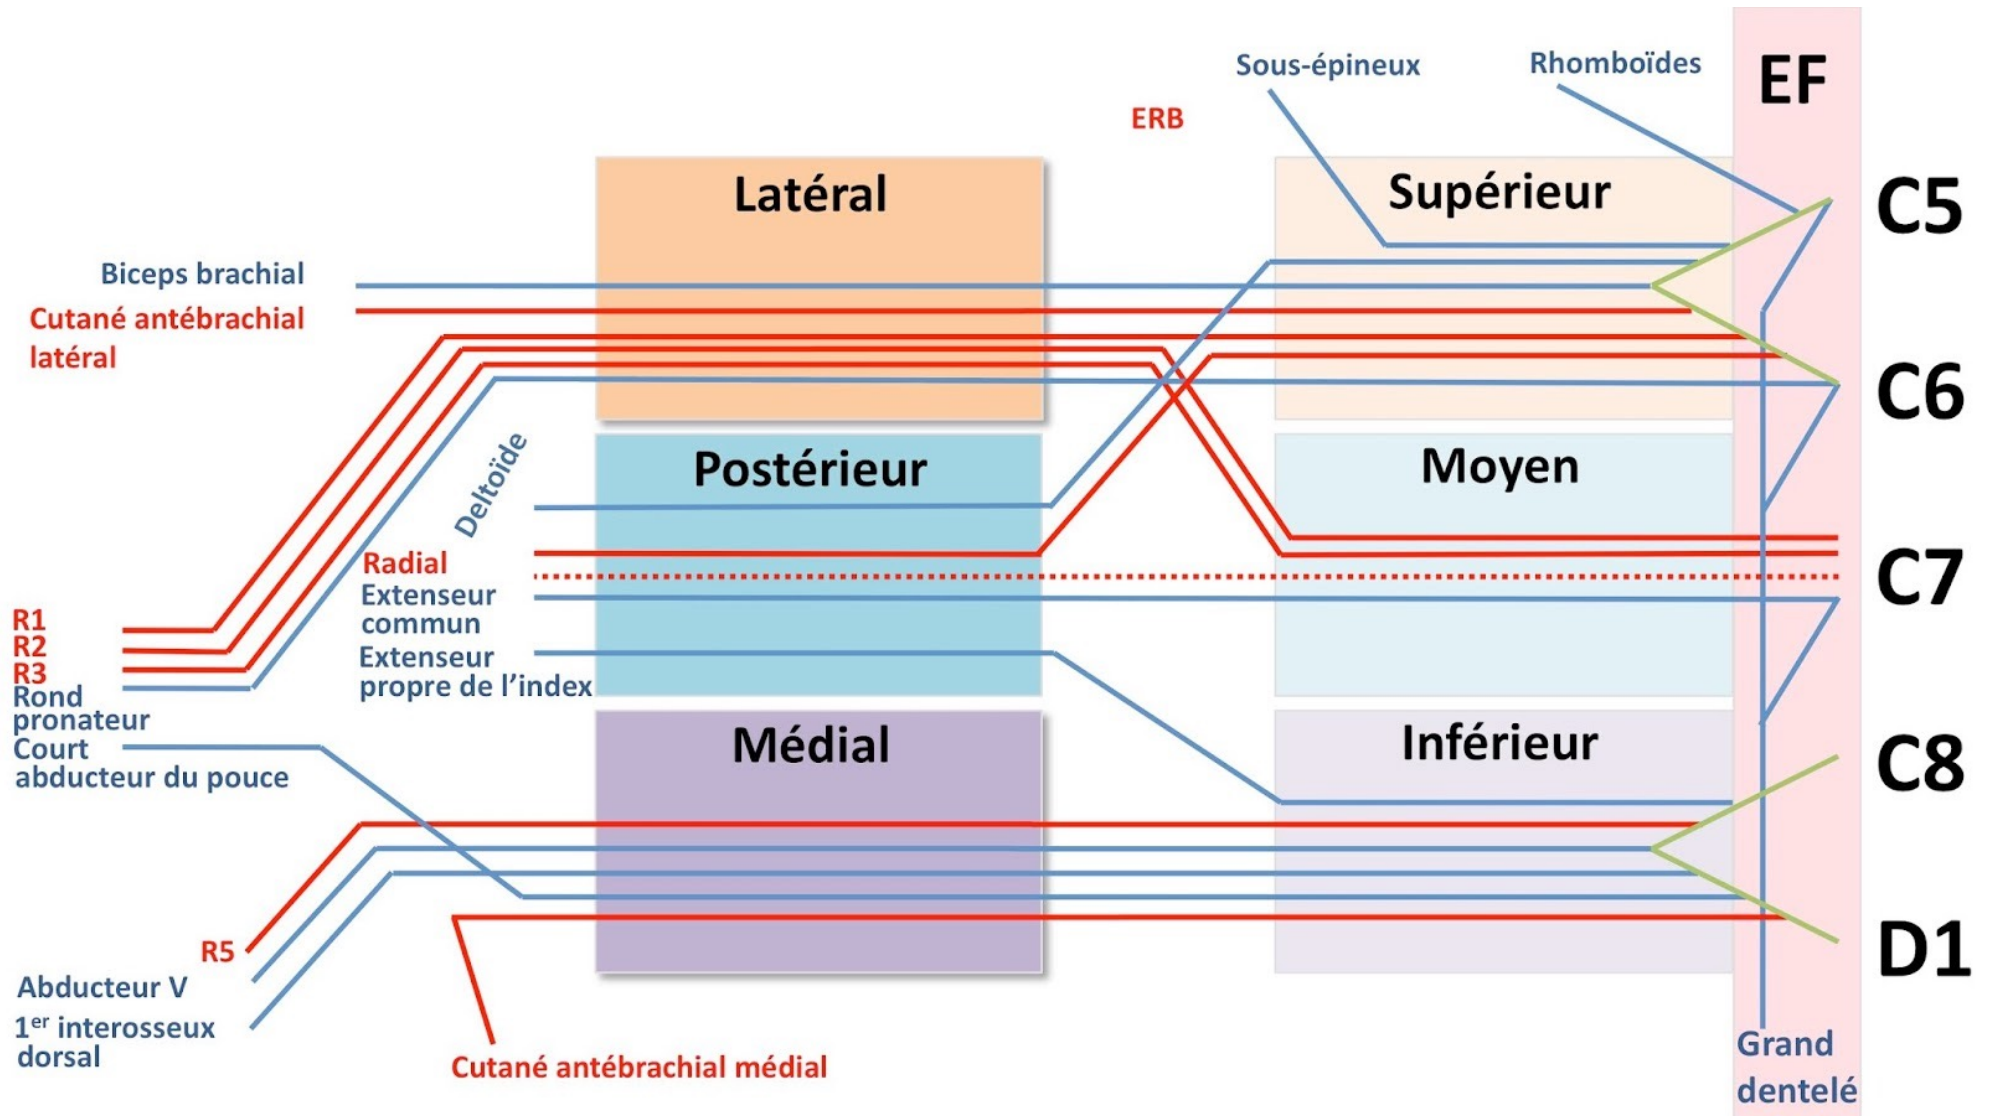 Sous-épineux
Rhomboïdes
EF
ERB
Latéral
Supérieur
C5
Biceps brachial
Cutané antébrachial
latéral
C6
Deltoïde
Postérieur
Moyen
Radial
Extenseur
commun
C7
R1
R2
R3
Extenseur
propre de l'index
Rond
pronateur
Court
abducteur du pouce
Médial
Inférieur
C8
R5
D1
Abducteur V
1er interosseux
dorsal
Cutané antébrachial médial
Grand
dentelé